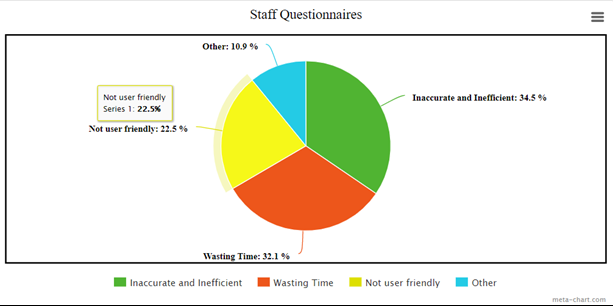 Staff Questionnaires
Other: 10.9 %
Inaccurate and Inefficient: 34.5 %
Not user friendly
Series 1: 22.5%
Not user friendly: 22.5 %
Wasting Time: 32.1 %
Inaccurate and Inefficient
Wasting Time
Not user friendly
Other
meta-chart.com